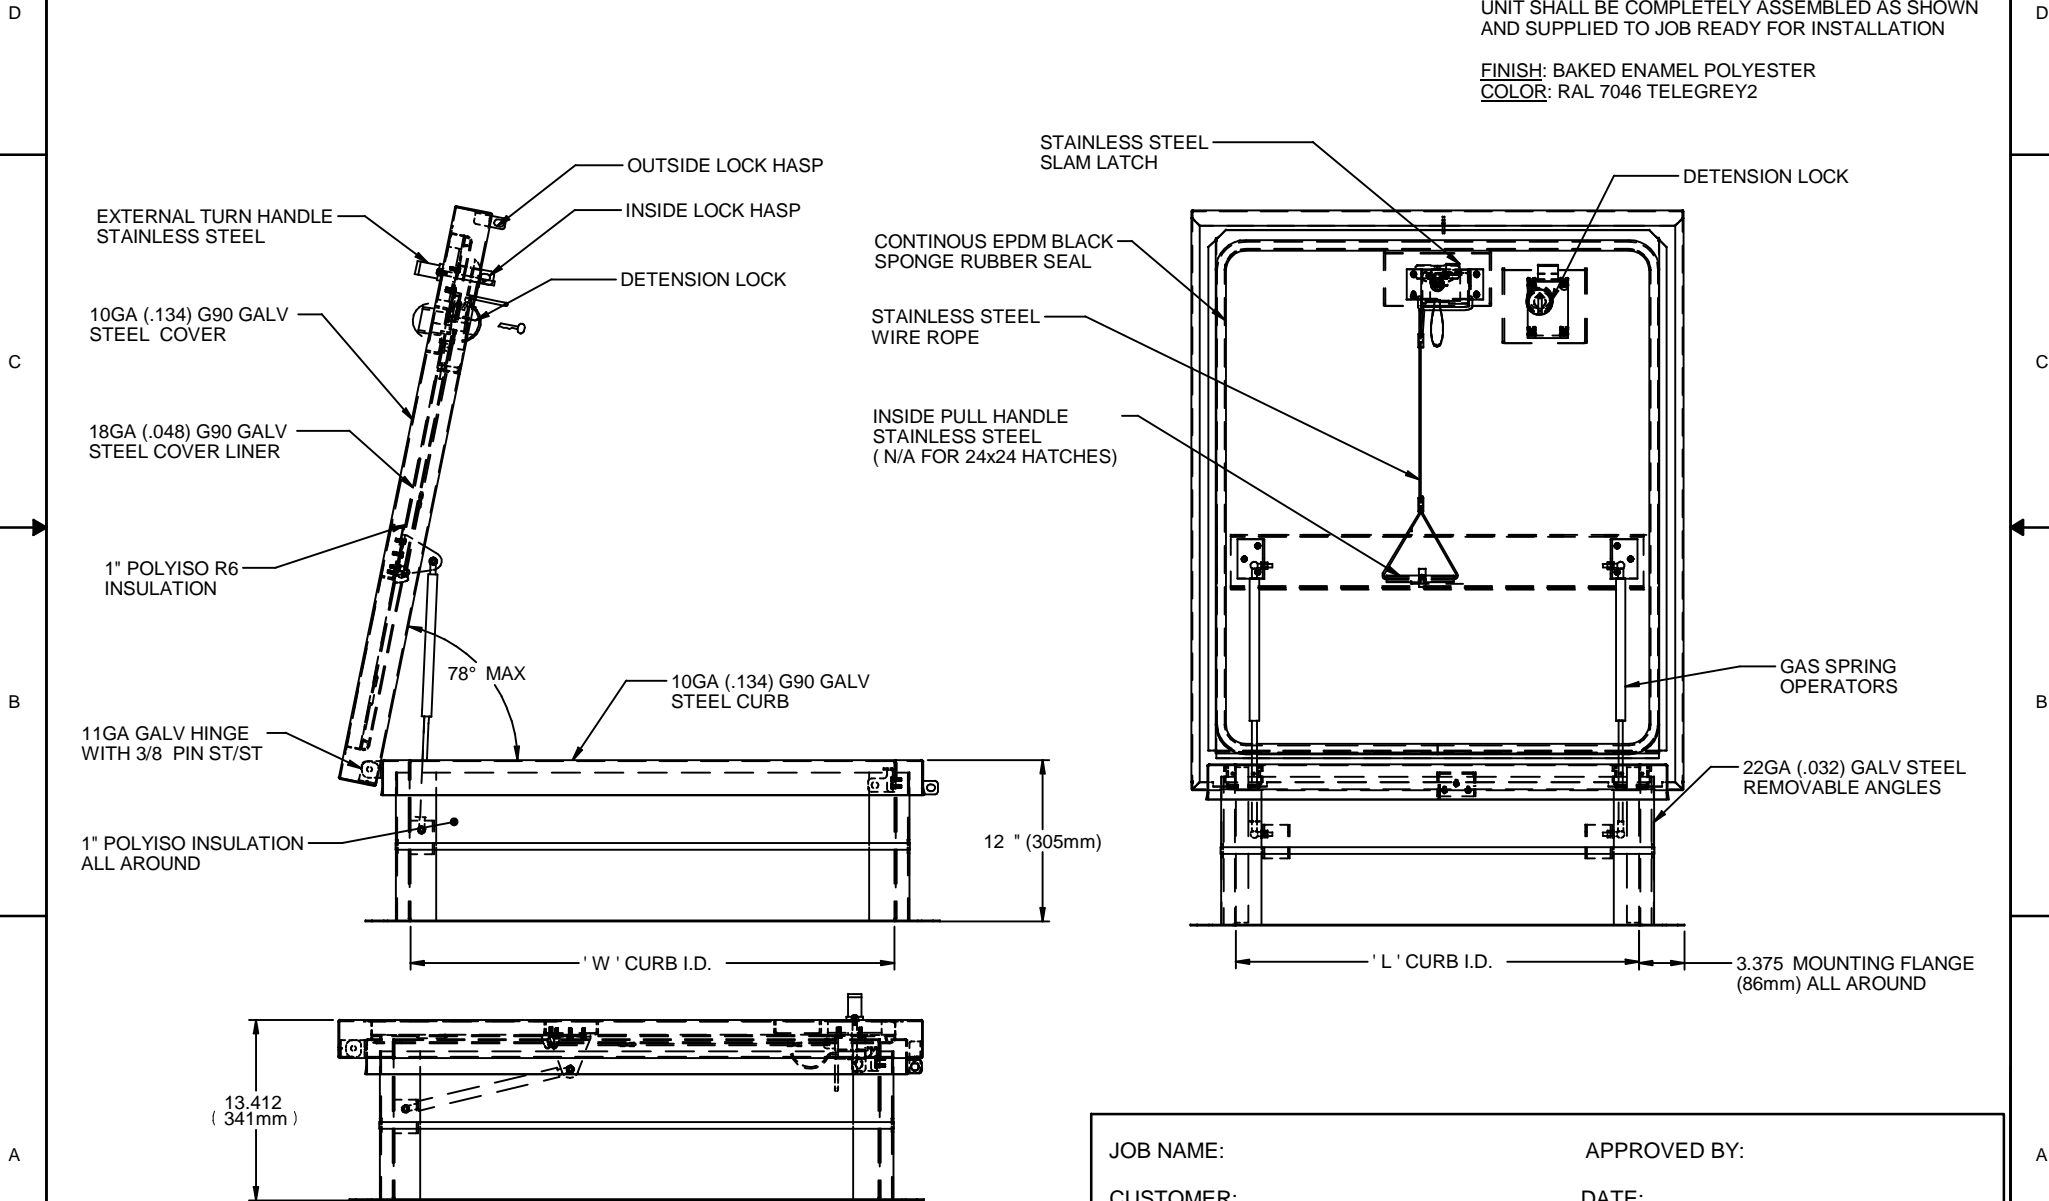 D
D
UNIT SHALL BE COMPLETELY ASSEMBLED AS SHOWN
AND SUPPLIED TO JOB READY FOR INSTALLATION
FINISH: BAKED ENAMEL POLYESTER
COLOR: RAL 7046 TELEGREY2
OUTSIDE LOCK HASP
EXTERNAL TURN HANDLE
STAINLESS STEEL
INSIDE LOCK HASP
DETENSION LOCK
10GA (.134) G90 GALV
STEEL COVER
18GA (.048) G90 GALV
STEEL COVER LINER
1" POLYISO R6
INSULATION
78° MAX
10GA (.134) G90 GALV
STEEL CURB
11GA GALV HINGE
WITH 3/8 PIN ST/ST
1" POLYISO INSULATION
ALL AROUND
12 " (305mm)
' W ' CURB I.D.
STAINLESS STEEL
SLAM LATCH
DETENSION LOCK
CONTINOUS EPDM BLACK
SPONGE RUBBER SEAL
STAINLESS STEEL
WIRE ROPE
INSIDE PULL HANDLE
STAINLESS STEEL
( N/A FOR 24x24 HATCHES)
GAS SPRING
OPERATORS
22GA (.032) GALV STEEL
REMOVABLE ANGLES
' L ' CURB I.D.
3.375 MOUNTING FLANGE
(86mm) ALL AROUND
C
C
B
B
13.412
( 341mm )
A
A
JOB NAME:
APPROVED BY:
CUSTOMER:
DATE: